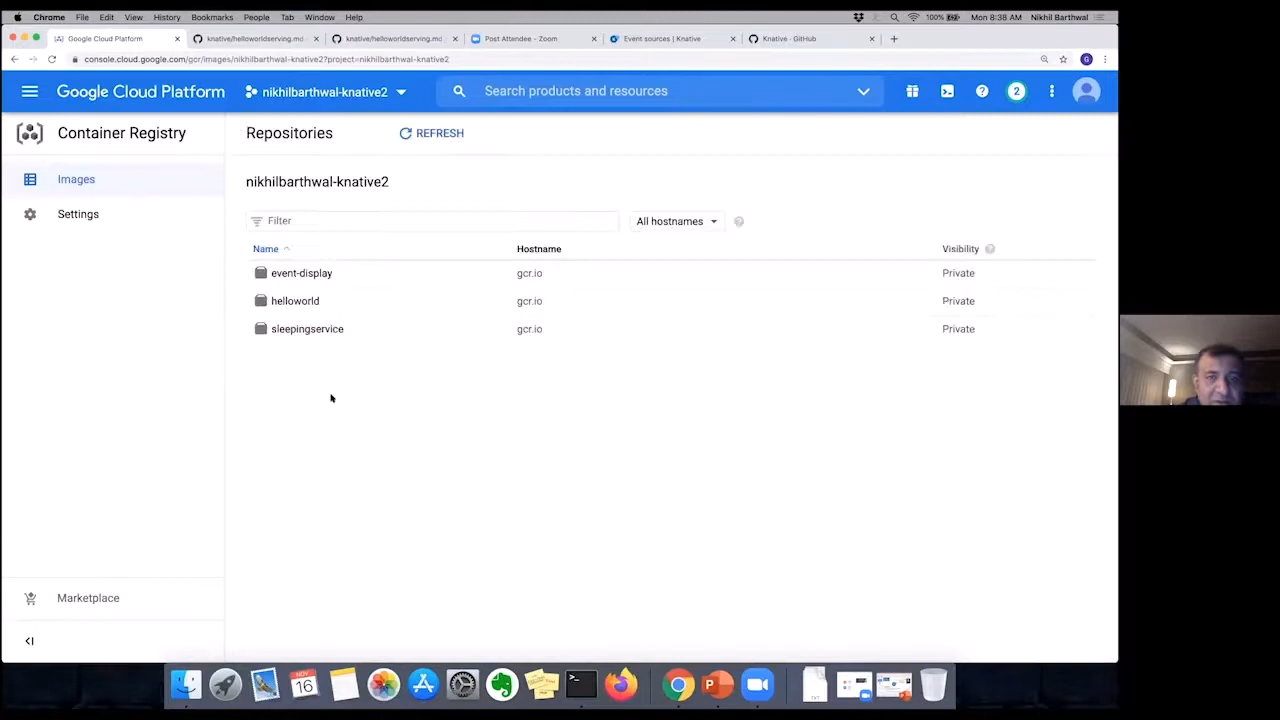 Chrome File Edit View History Bookmarks People Tab Window Help 100% Mon 8:38 AM Nikhil Barthwal
Google Cloud Platform knative/helloworldserving.md knative/helloworldserving.md Post Attendee - Zoom Event sources | Knative Knative · GitHub
console.cloud.google.com/gcr/images/nikhilbarthwal-knative2?project=nikhilbarthwal-knative2 G
Google Cloud Platform nikhilbarthwal-knative2 Search products and resources 2
Container Registry Repositories REFRESH
Images
Settings
nikhilbarthwal-knative2
Filter All hostnames
Name Hostname Visibility
event-display gcr.io Private
helloworld gcr.io Private
sleepingservice gcr.io Private
Marketplace
NOV
16
TXT